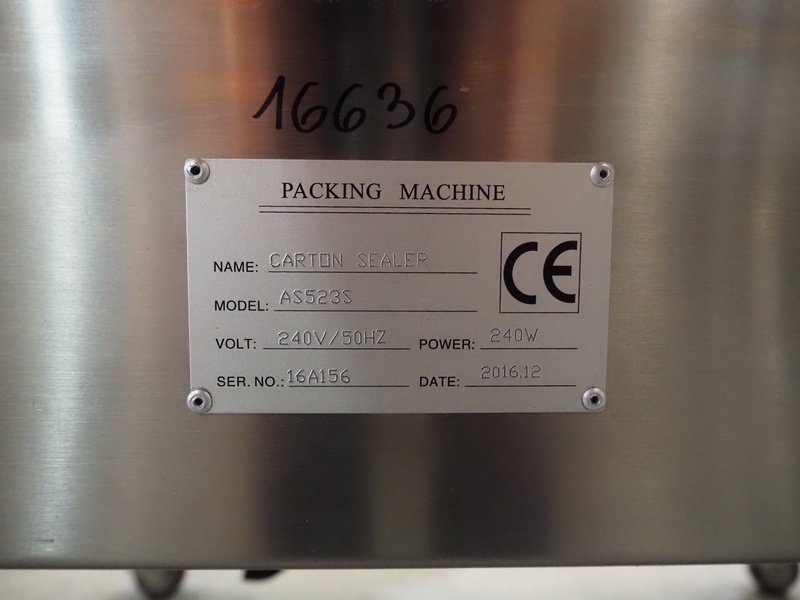 16636
PACKING MACHINE
NAME: CARTON SEALER
CE
MODEL: AS523S
VOLT: 240V/50HZ POWER: 240W
SER. NO.: 16A156 DATE: 2016.12